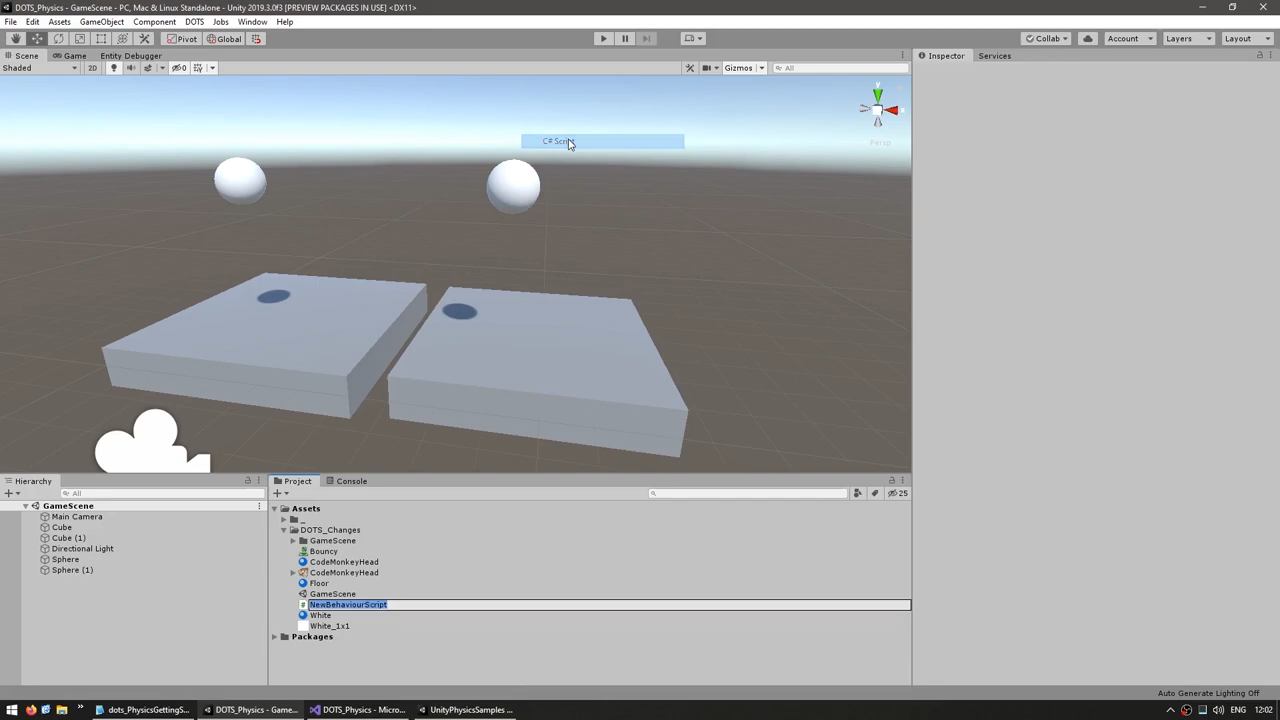 DOTS_Physics - GameScene - PC, Mac & Linux Standalone - Unity 2019.3.0f3 [PREVIEW PACKAGES IN USE] <DX11>
File Edit Assets GameObject Component DOTS Jobs Window Help
Pivot Global Collab Account Layers Layout
Scene Game Entity Debugger Inspector Services
Shaded 2D 0 Gizmos All
y
Persp
C# Script
Hierarchy Project Console
All 25
GameScene
Main Camera
Cube
Cube (1)
Directional Light
Sphere
Sphere (1)
Assets
_
DOTS_Changes
GameScene
Bouncy
CodeMonkeyHead
CodeMonkeyHead
Floor
GameScene
NewBehaviourScript
White
White_1x1
Packages
Auto Generate Lighting Off
dots_PhysicsGettingS... DOTS_Physics - Game... DOTS_Physics - Micro... UnityPhysicsSamples ... ENG 12:02